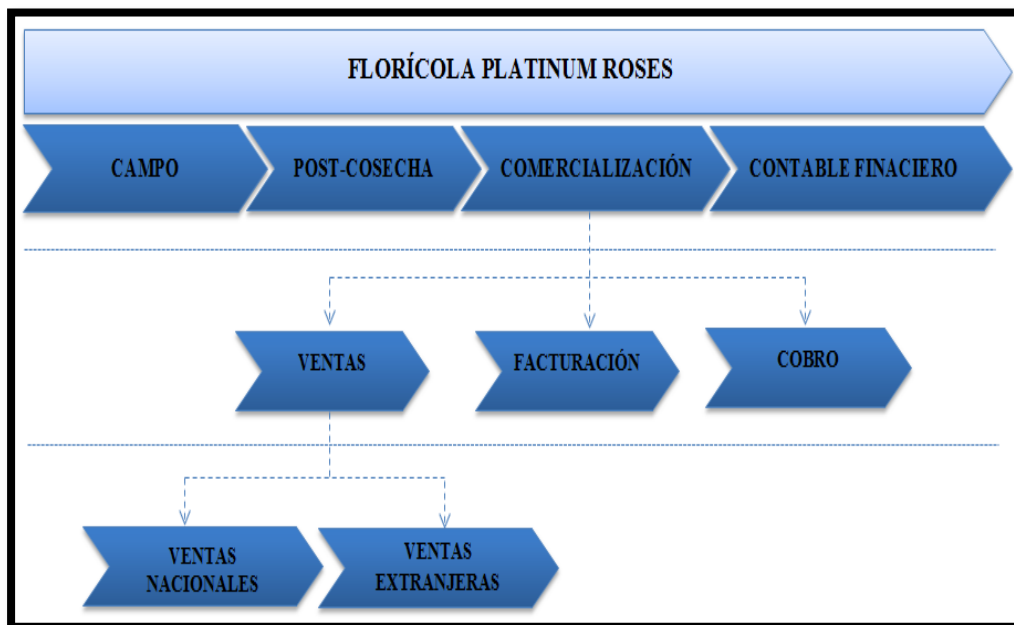 FLORÍCOLA PLATINUM ROSES
CAMPO
POST-COSECHA
COMERCIALIZACIÓN
CONTABLE FINACIERO
VENTAS
FACTURACIÓN
COBRO
VENTAS
NACIONALES
VENTAS
EXTRANJERAS